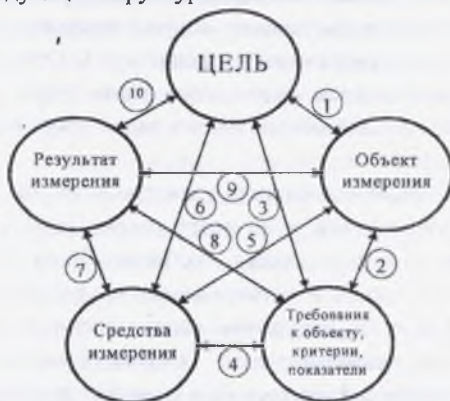 ЦЕЛЬ
10
1
Результат
измерения
Объект
измерения
9
6
3
8
5
7
2
Средства
измерения
4
Требования
к объекту,
критерии,
показатели